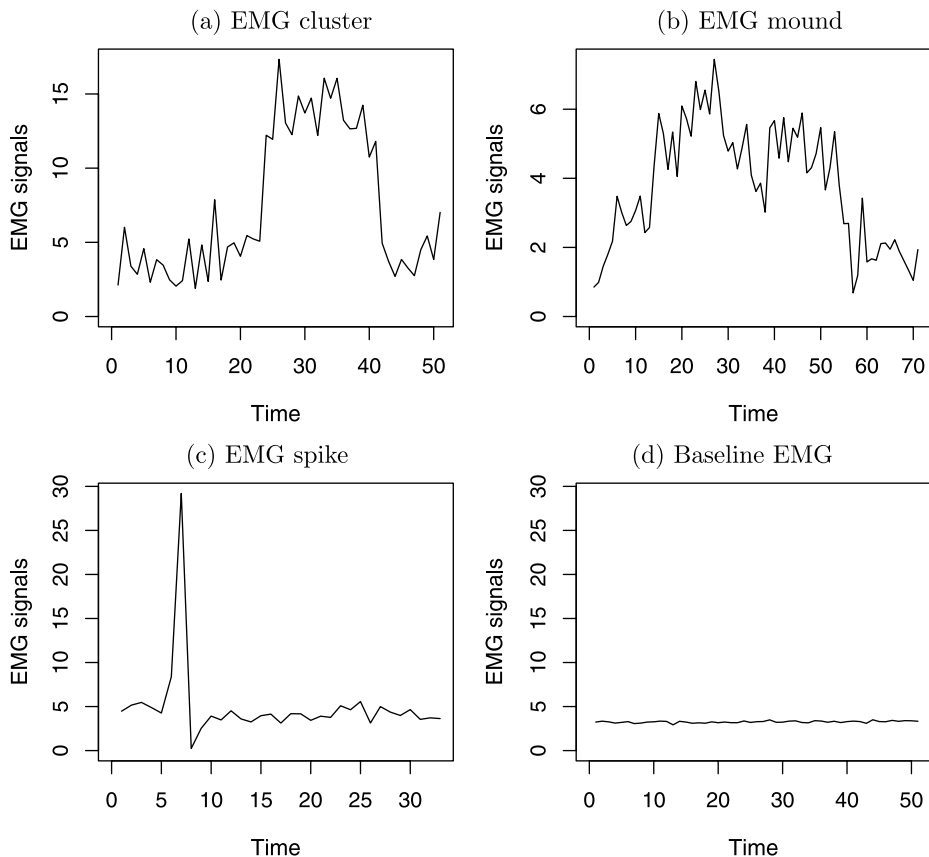 (a) EMG cluster
EMG signals
0 5 10 15
0 10 20 30 40 50
Time
(b) EMG mound
EMG signals
0 2 4 6
0 10 20 30 40 50 60 70
Time
(c) EMG spike
EMG signals
0 5 10 15 20 25 30
0 5 10 15 20 25 30
Time
(d) Baseline EMG
EMG signals
0 5 10 15 20 25 30
0 10 20 30 40 50
Time